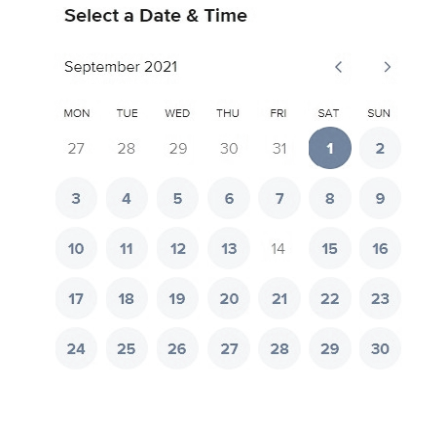 Select a Date & Time
September 2021
MON TUE WED THU FRI SAT SUN
27 28 29 30 31 1 2
3 4 5 6 7 8 9
10 11 12 13 14 15 16
17 18 19 20 21 22 23
24 25 26 27 28 29 30